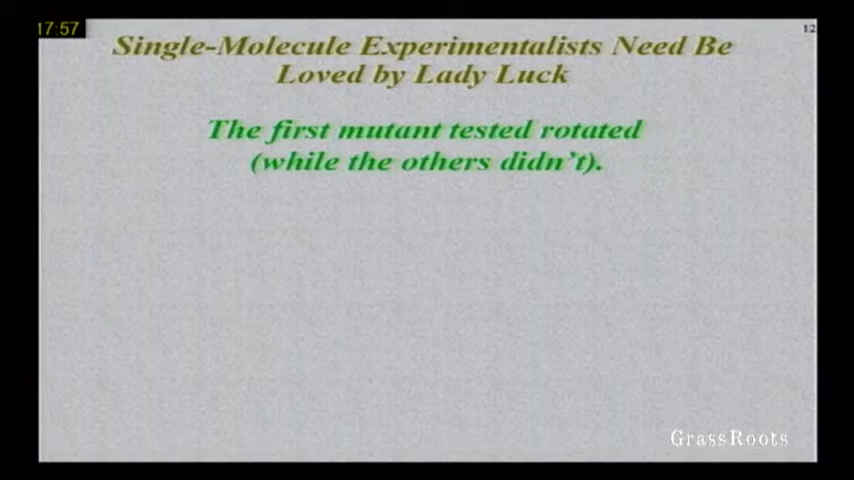 17:57
12
Single-Molecule Experimentalists Need Be
Loved by Lady Luck
The first mutant tested rotated
(while the others didn't).
GrassRoots